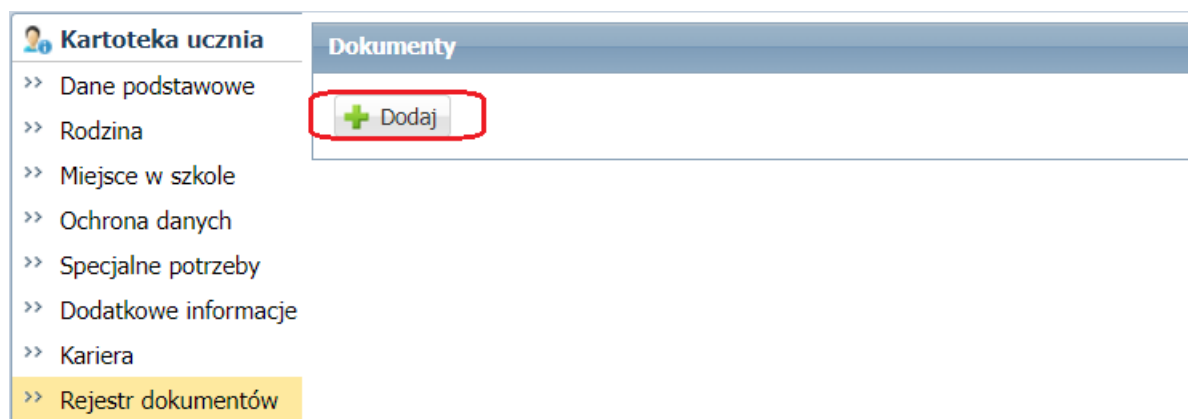 Kartoteka ucznia
>> Dane podstawowe
>> Rodzina
>> Miejsce w szkole
>> Ochrona danych
>> Specjalne potrzeby
>> Dodatkowe informacje
>> Kariera
>> Rejestr dokumentów
Dokumenty
Dodaj